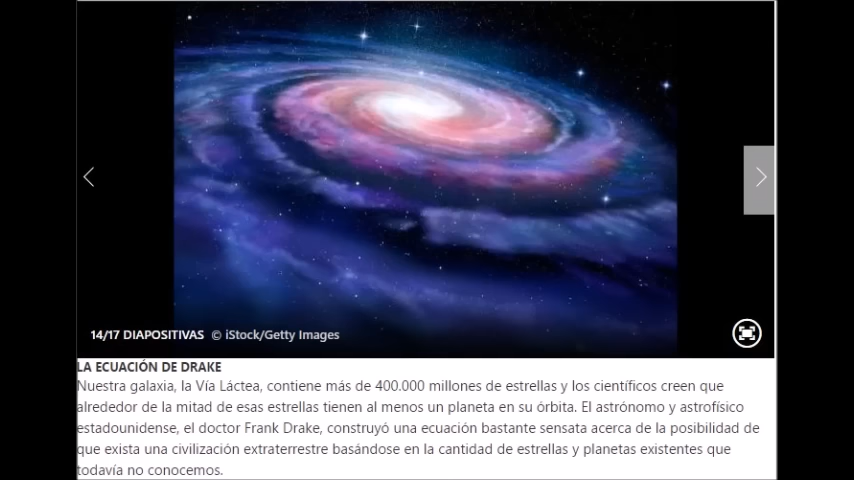 14/17 DIAPOSITIVAS © iStock/Getty Images
LA ECUACIÓN DE DRAKE
Nuestra galaxia, la Vía Láctea, contiene más de 400.000 millones de estrellas y los científicos creen que
alrededor de la mitad de esas estrellas tienen al menos un planeta en su órbita. El astrónomo y astrofísico
estadounidense, el doctor Frank Drake, construyó una ecuación bastante sensata acerca de la posibilidad de
que exista una civilización extraterrestre basándose en la cantidad de estrellas y planetas existentes que
todavía no conocemos.